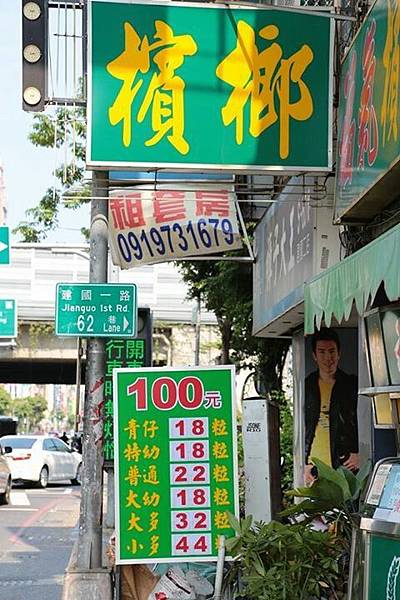 檳榔
租套房
0919731679
建國一路
Jianguo 1st Rd.
62 巷 Lane
100元
青仔 18 粒
特幼 18 粒
普通 22 粒
大幼 18 粒
大多 32 粒
小多 44 粒